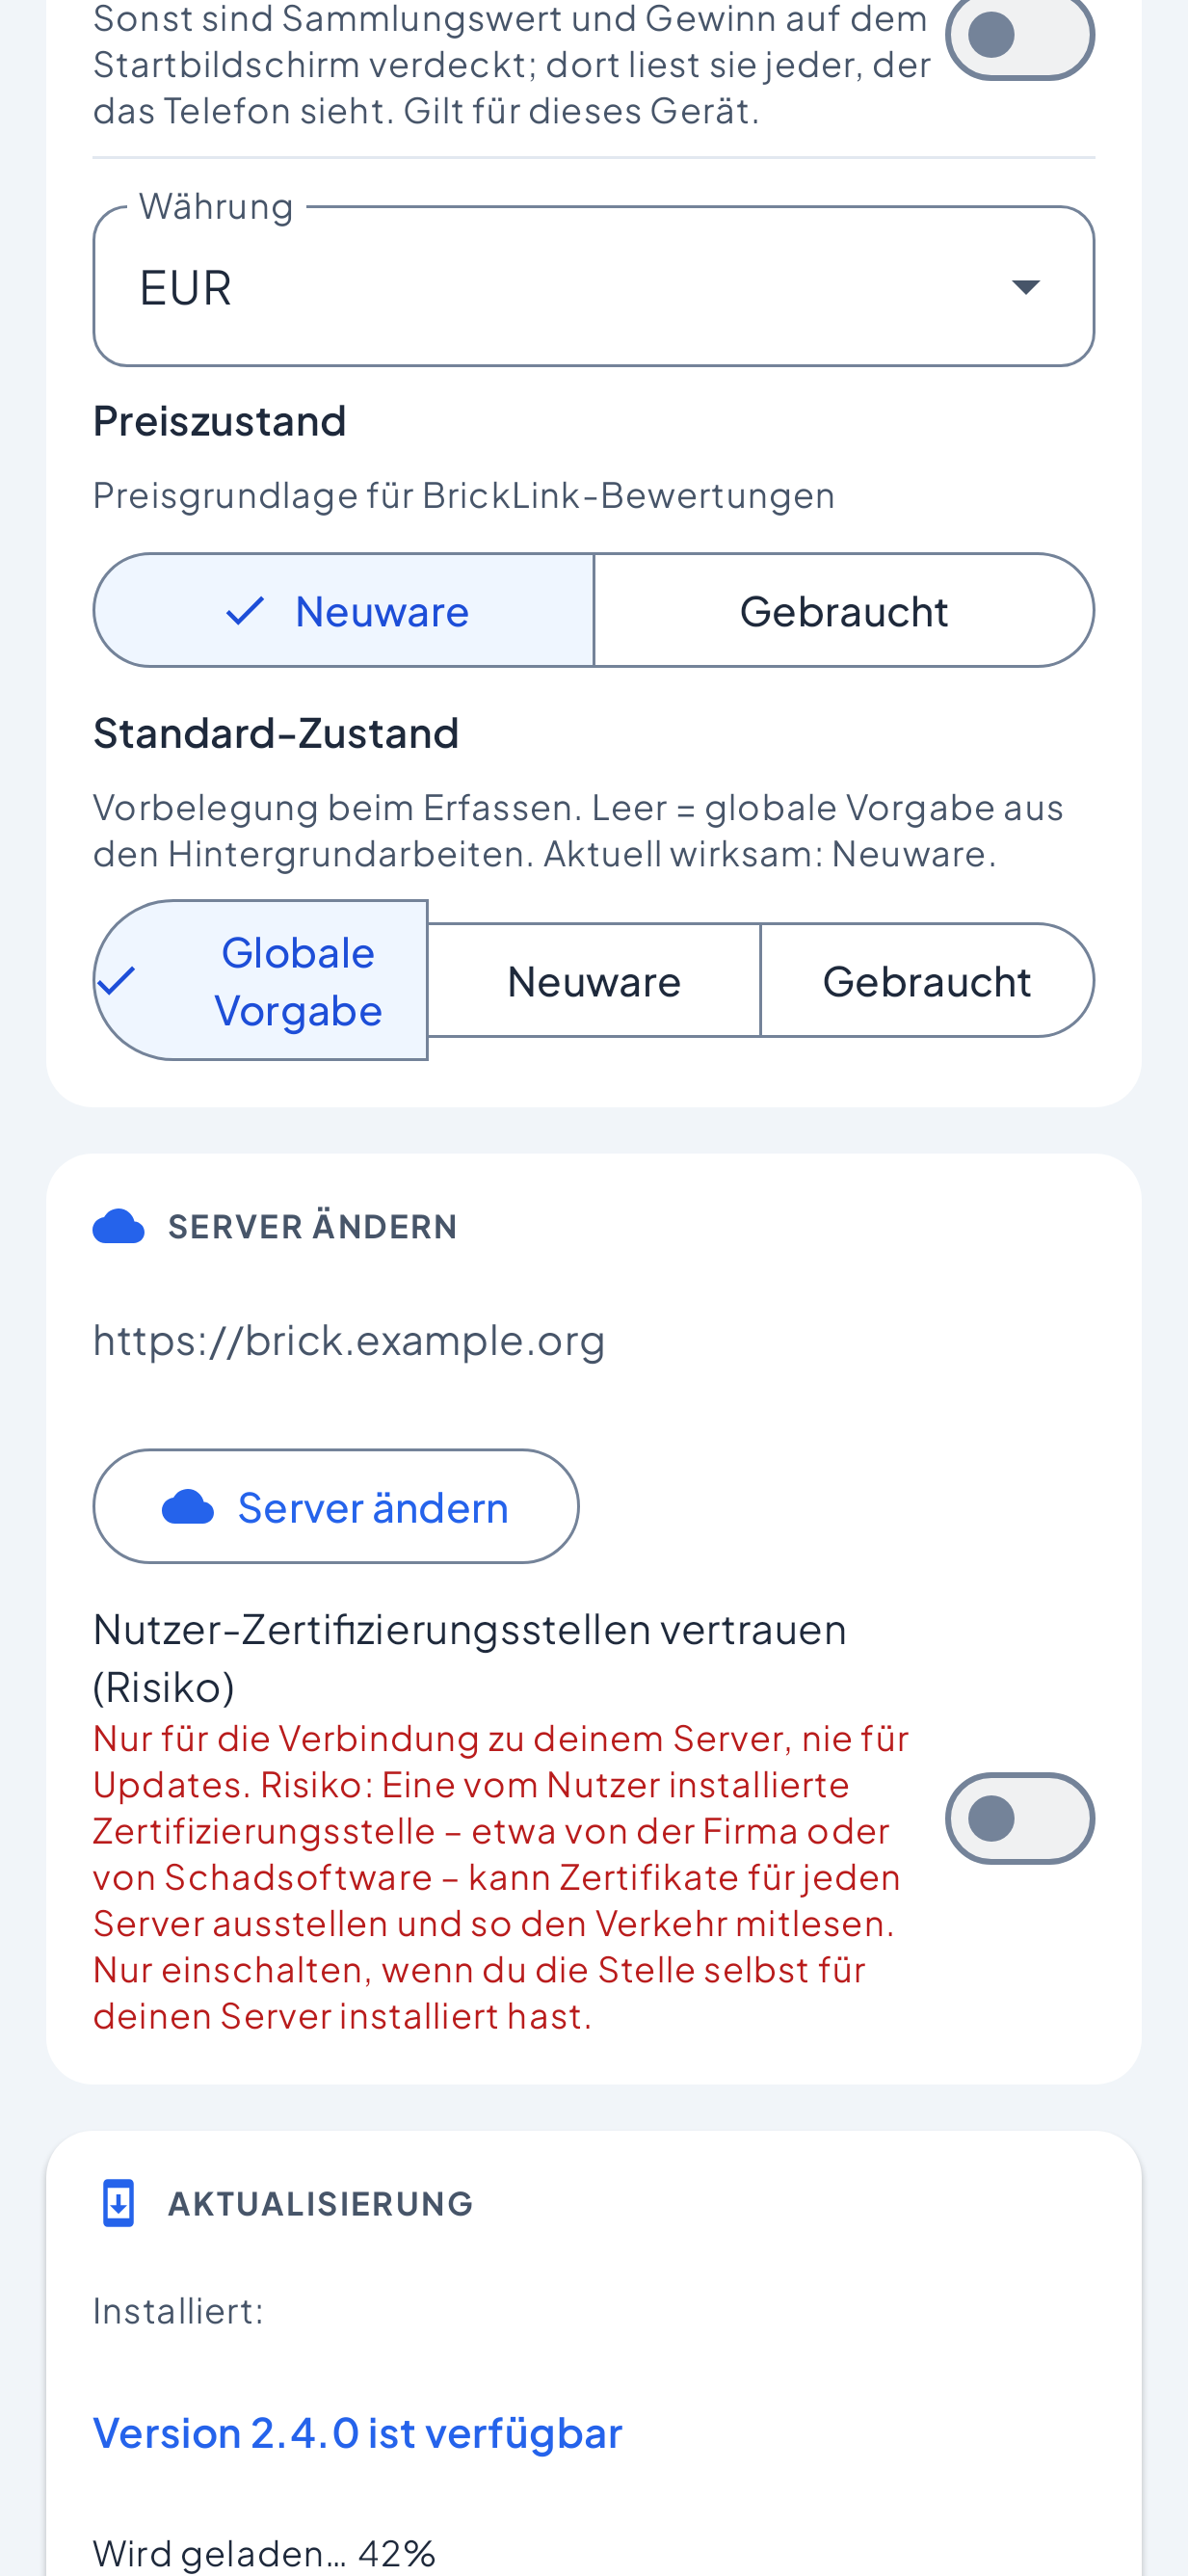 Sonst sind Sammlungswert und Gewinn auf dem
Startbildschirm verdeckt; dort liest sie jeder, der
das Telefon sieht. Gilt für dieses Gerät.
Währung
EUR
Preiszustand
Preisgrundlage für BrickLink-Bewertungen
Neuware
Gebraucht
Standard-Zustand
Vorbelegung beim Erfassen. Leer = globale Vorgabe aus
den Hintergrundarbeiten. Aktuell wirksam: Neuware.
Globale
Vorgabe
Neuware
Gebraucht
SERVER ÄNDERN
https://brick.example.org
Server ändern
Nutzer-Zertifizierungsstellen vertrauen
(Risiko)
Nur für die Verbindung zu deinem Server, nie für
Updates. Risiko: Eine vom Nutzer installierte
Zertifizierungsstelle – etwa von der Firma oder
von Schadsoftware – kann Zertifikate für jeden
Server ausstellen und so den Verkehr mitlesen.
Nur einschalten, wenn du die Stelle selbst für
deinen Server installiert hast.
AKTUALISIERUNG
Installiert:
Version 2.4.0 ist verfügbar
Wird geladen… 42%